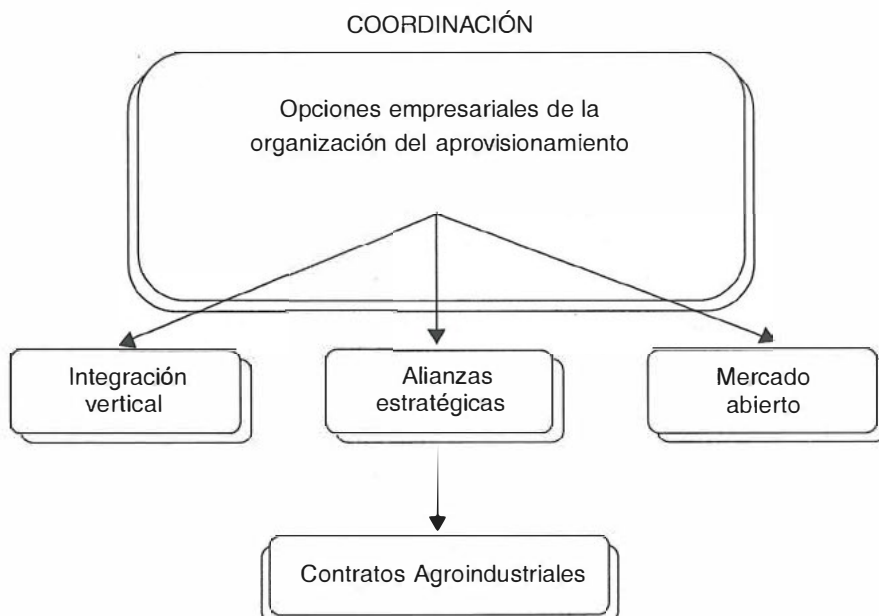 COORDINACIÓN
Opciones empresariales de la
organización del aprovisionamiento
Integración
vertical
Alianzas
estratégicas
Mercado
abierto
Contratos Agroindustriales